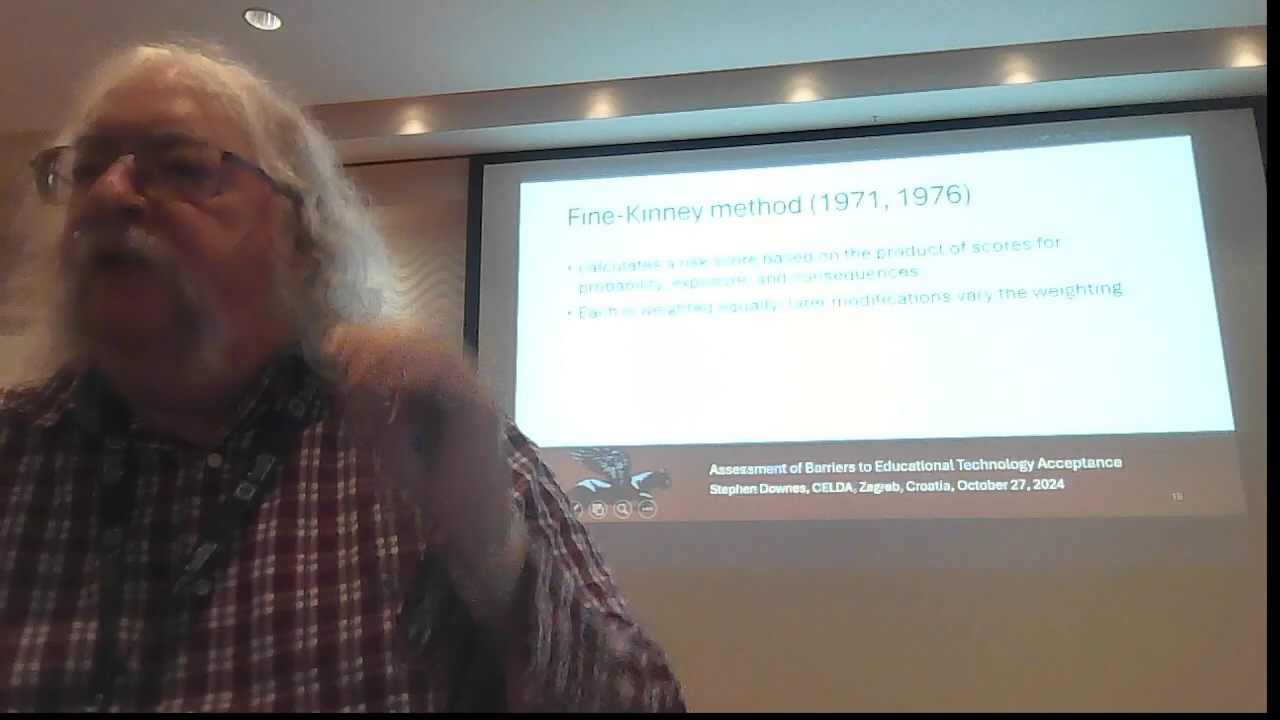 Fine-Kinney method (1971, 1976)
• Calculates a risk score based on the product of scores for
probability, exposure, and consequences
• Each is weighted equally; later modifications vary the weighting
Assessment of Barriers to Educational Technology Acceptance
Stephen Downes, CELDA, Zagreb, Croatia, October 27, 2024
19